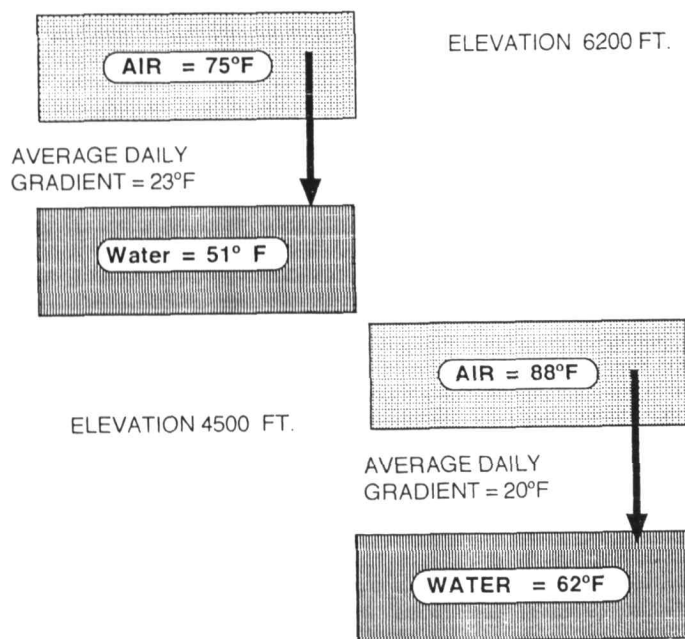 ELEVATION 6200 FT.
AIR = 75°F
AVERAGE DAILY
GRADIENT = 23°F
Water = 51° F
AIR = 88°F
ELEVATION 4500 FT.
AVERAGE DAILY
GRADIENT = 20°F
WATER = 62°F